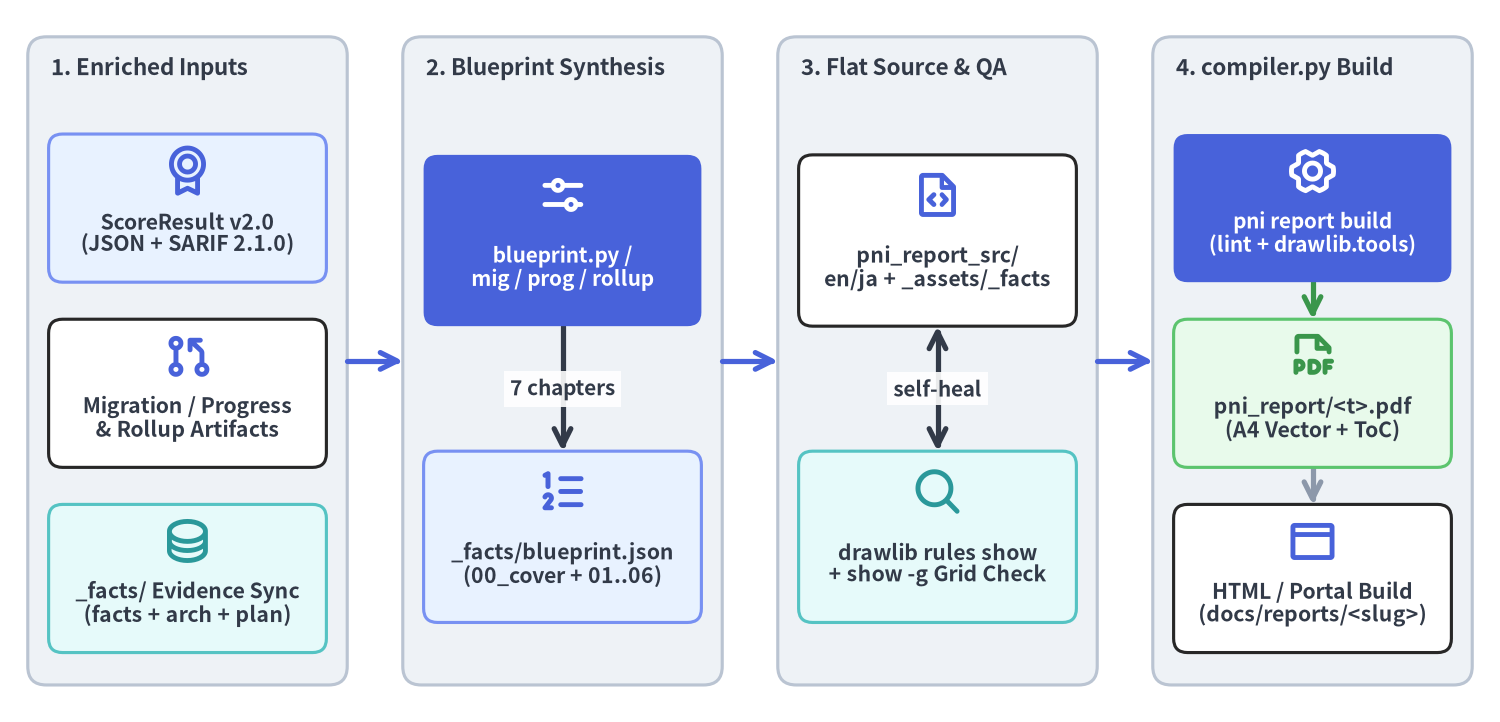 1. Enriched Inputs
ScoreResult v2.0
(JSON + SARIF 2.1.0)
Migration / Progress
& Rollup Artifacts
_facts/ Evidence Sync
(facts + arch + plan)
2. Blueprint Synthesis
blueprint.py /
mig / prog / rollup
7 chapters
1
2
_facts/blueprint.json
(00_cover + 01..06)
3. Flat Source & QA
pni_report_src/
en/ja + _assets/_facts
self-heal
drawlib rules show
+ show -g Grid Check
4. compiler.py Build
pni report build
(lint + drawlib.tools)
PDF
pni_report/<t>.pdf
(A4 Vector + ToC)
HTML / Portal Build
(docs/reports/<slug>)